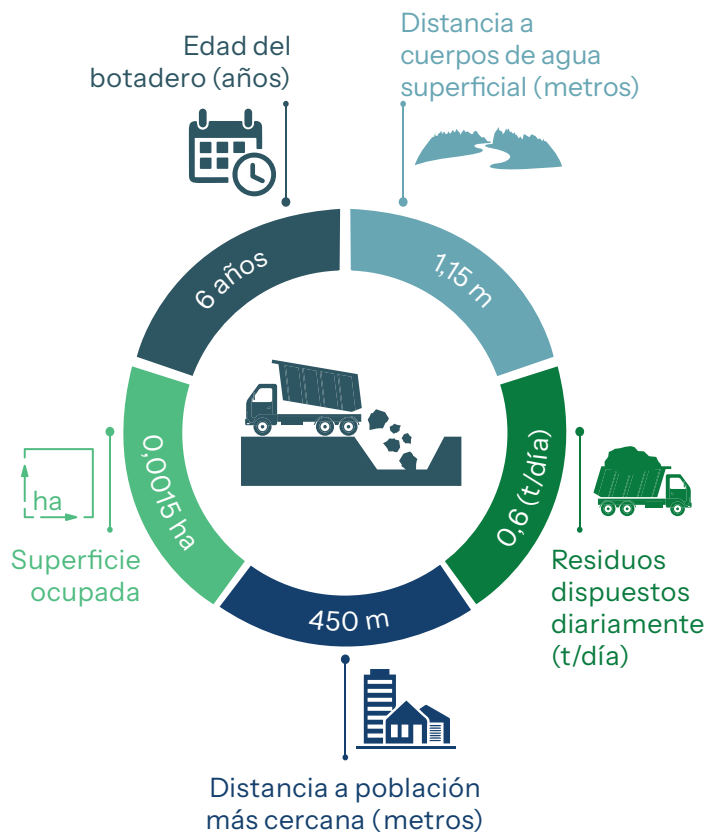 Edad del
botadero (años)
Distancia a
cuerpos de agua
superficial (metros)
6 años
1,15 m
0,0015 ha
0,6 (t/día)
ha
Superficie
ocupada
Residuos
dispuestos
diariamente
(t/día)
450 m
Distancia a población
más cercana (metros)